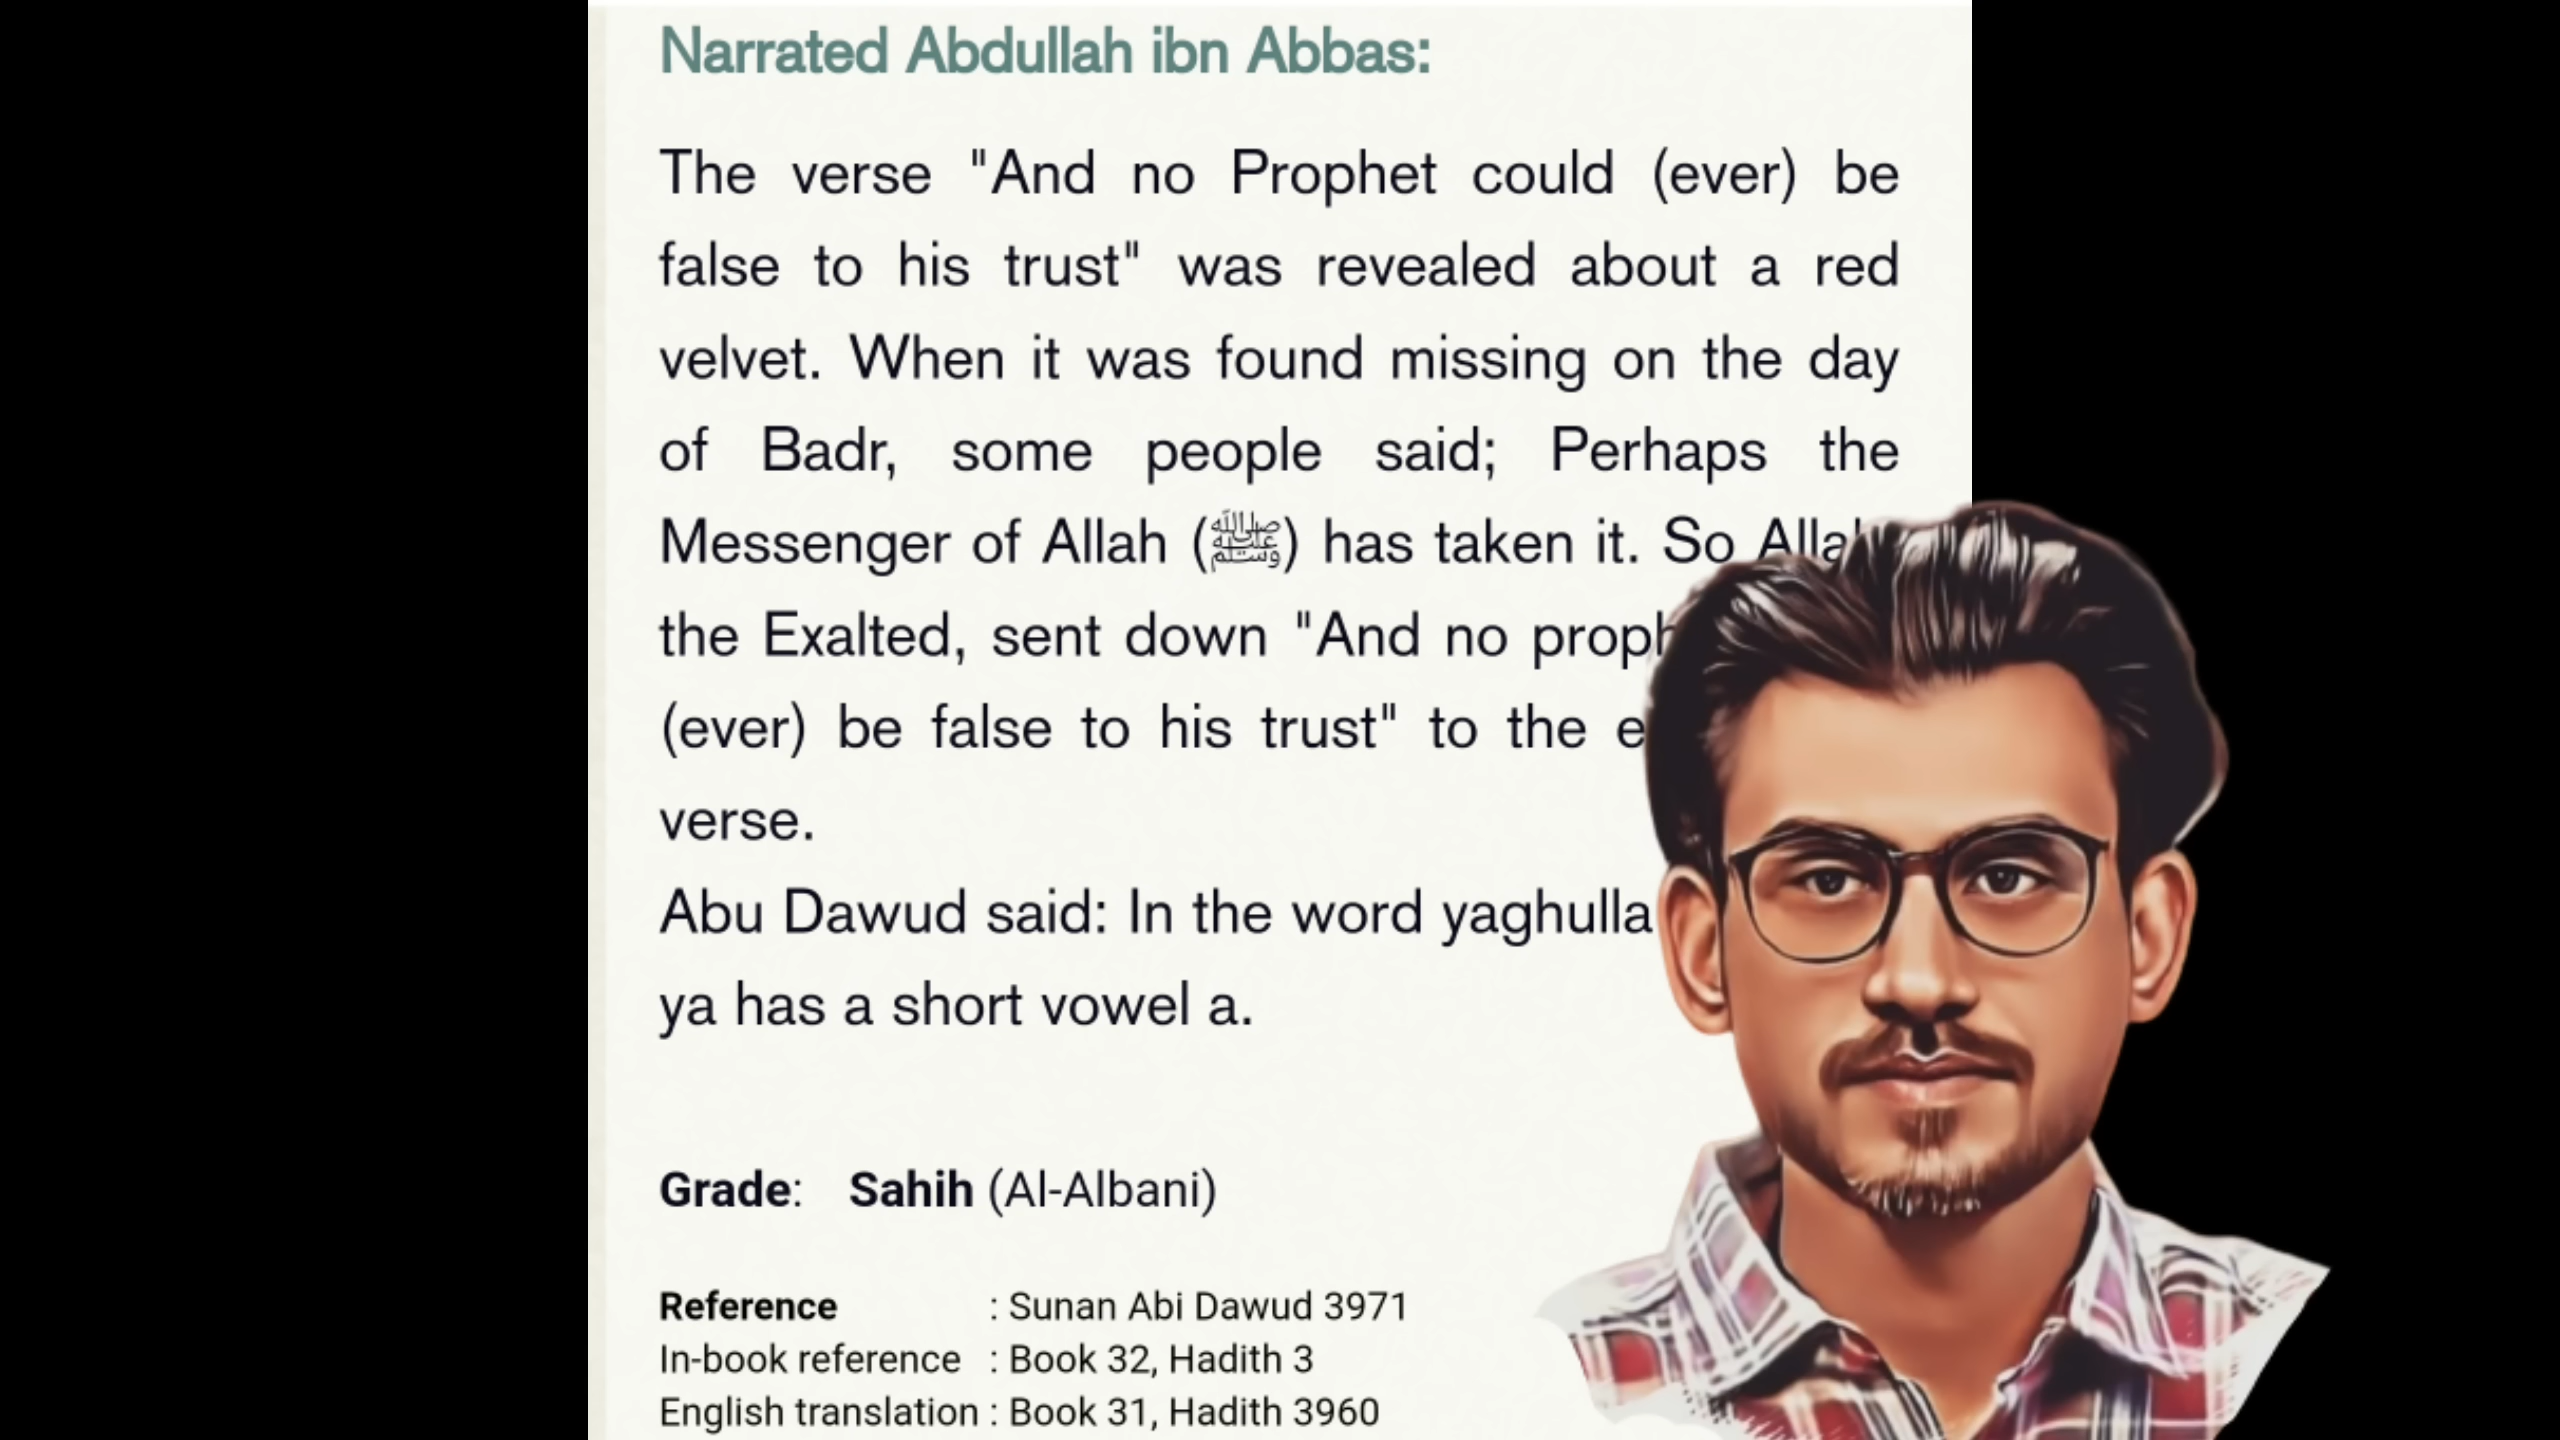 Narrated Abdullah ibn Abbas:
The verse "And no Prophet could (ever) be
false to his trust" was revealed about a red
velvet. When it was found missing on the day
of Badr, some people said; Perhaps the
Messenger of Allah (ﷺ) has taken it. So
the Exalted, sent down "And no
(ever) be false to his trust" to the
verse.
Abu Dawud said: In the word yaghulla
ya has a short vowel a.
Grade: Sahih (Al-Albani)
Reference : Sunan Abi Dawud 3971
In-book reference : Book 32, Hadith 3
English translation : Book 31, Hadith 3960